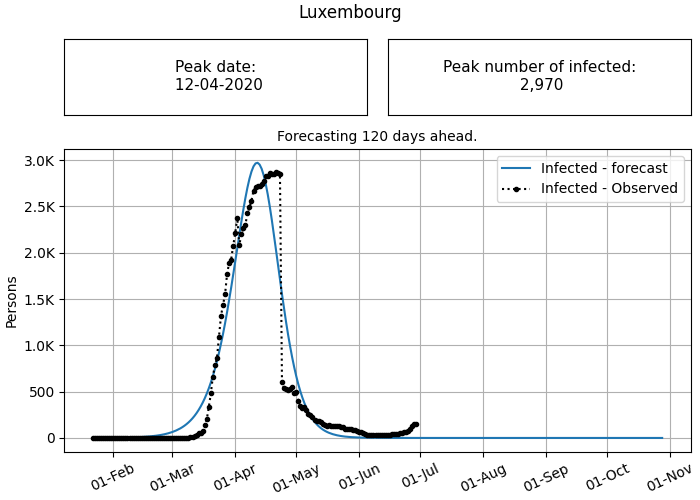 Luxembourg
Peak date:
12-04-2020
Peak number of infected:
2,970
Forecasting 120 days ahead.
Infected - forecast
Infected - Observed
Persons
3.0K
2.5K
2.0K
1.5K
1.0K
500
0
01-Feb
01-Mar
01-Apr
01-May
01-Jun
01-Jul
01-Aug
01-Sep
01-Oct
01-Nov